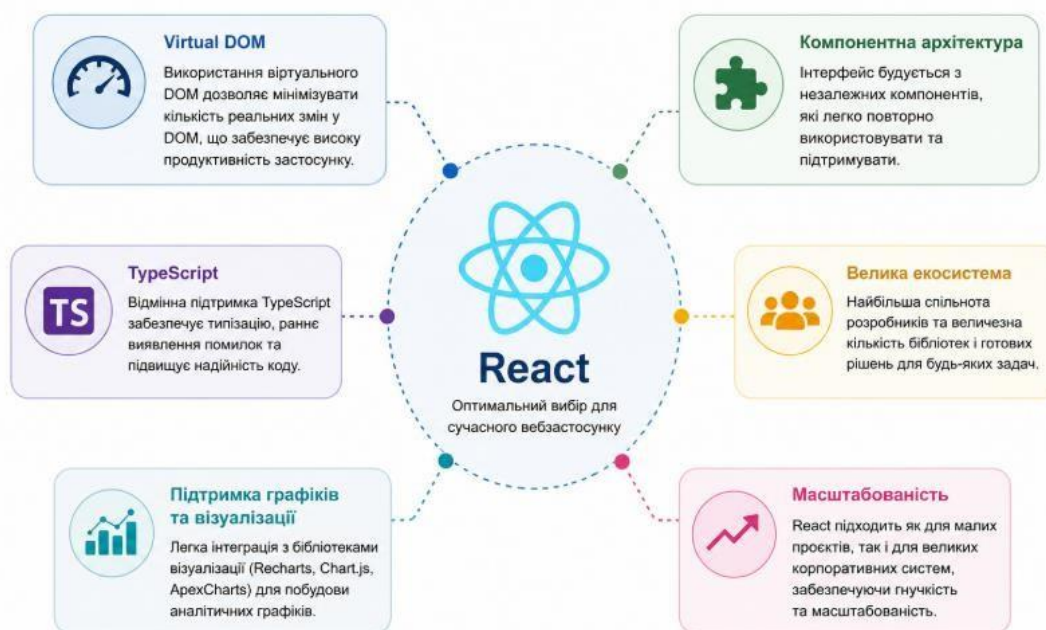 Virtual DOM
Використання віртуального
DOM дозволяє мінімізувати
кількість реальних змін у
DOM, що забезпечує високу
продуктивність застосунку.
Компонентна архітектура
Інтерфейс будується з
незалежних компонентів,
які легко повторно
використовувати та
підтримувати.
TS
TypeScript
Відмінна підтримка TypeScript
забезпечує типізацію, раннє
виявлення помилок та
підвищує надійність коду.
React
Оптимальний вибір для
сучасного вебзастосунку
Велика екосистема
Найбільша спільнота
розробників та величезна
кількість бібліотек і готових
рішень для будь-яких задач.
Підтримка графіків
та візуалізації
Легка інтеграція з бібліотеками
візуалізації (Recharts, Chart.js,
ApexCharts) для побудови
аналітичних графіків.
Масштабованість
React підходить як для малих
проєктів, так і для великих
корпоративних систем,
забезпечуючи гнучкість
та масштабованість.